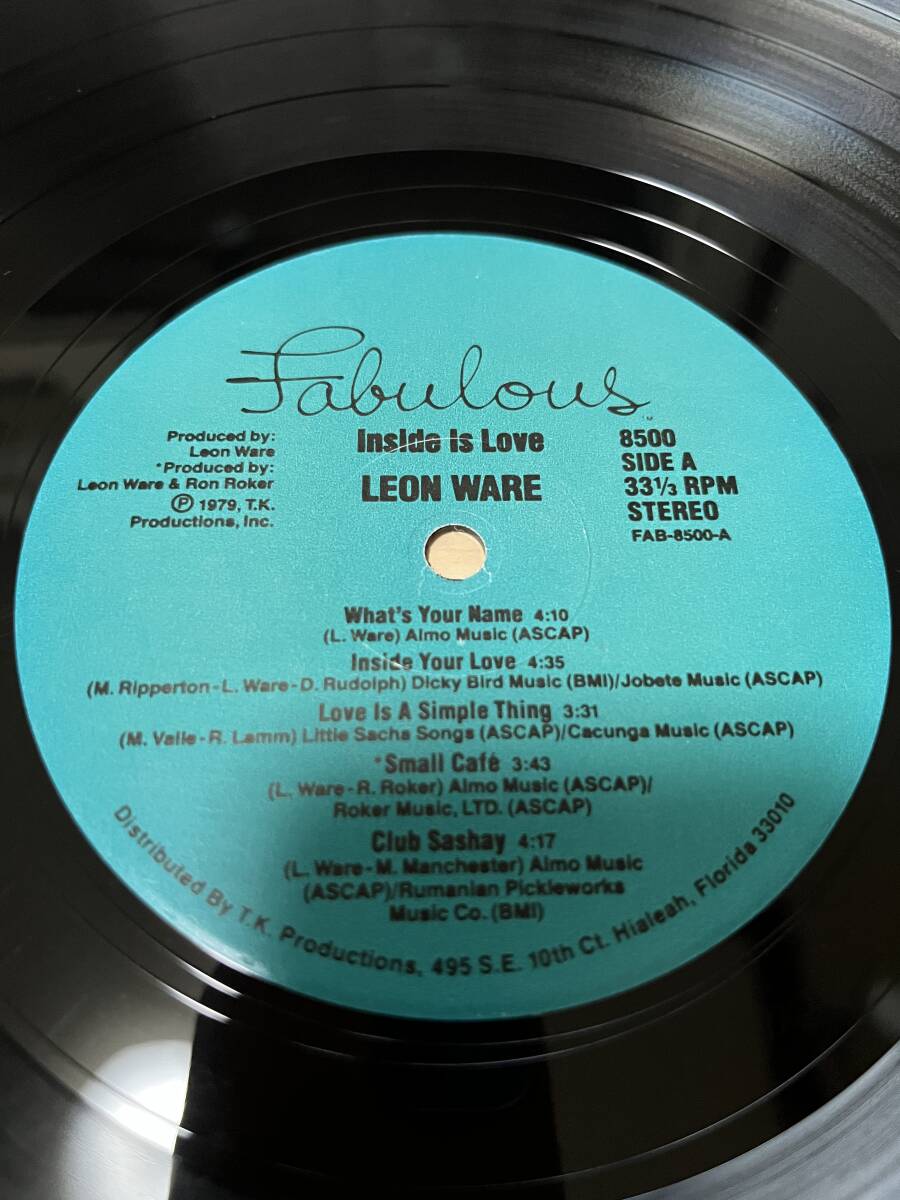 Fabulous
TM
Produced by:
Leon Ware
*Produced by:
Leon Ware & Ron Roker
Ⓟ 1979, T.K.
Productions, Inc.
Inside Is Love
LEON WARE
8500
SIDE A
33⅓ RPM
STEREO
FAB-8500-A
What's Your Name 4:10
(L. Ware) Almo Music (ASCAP)
Inside Your Love 4:35
(M. Ripperton-L. Ware-D. Rudolph) Dicky Bird Music (BMI)/Jobete Music (ASCAP)
Love Is A Simple Thing 3:31
(M. Valle-R. Lamm) Little Sacha Songs (ASCAP)/Cacunga Music (ASCAP)
*Small Café 3:43
(L. Ware-R. Roker) Almo Music (ASCAP)/
Roker Music, LTD. (ASCAP)
Club Sashay 4:17
(L. Ware-M. Manchester) Almo Music
(ASCAP)/Rumanian Pickleworks
Music Co. (BMI)
Distributed By T.K. Productions, 495 S.E. 10th Ct. Hialeah, Florida 33010